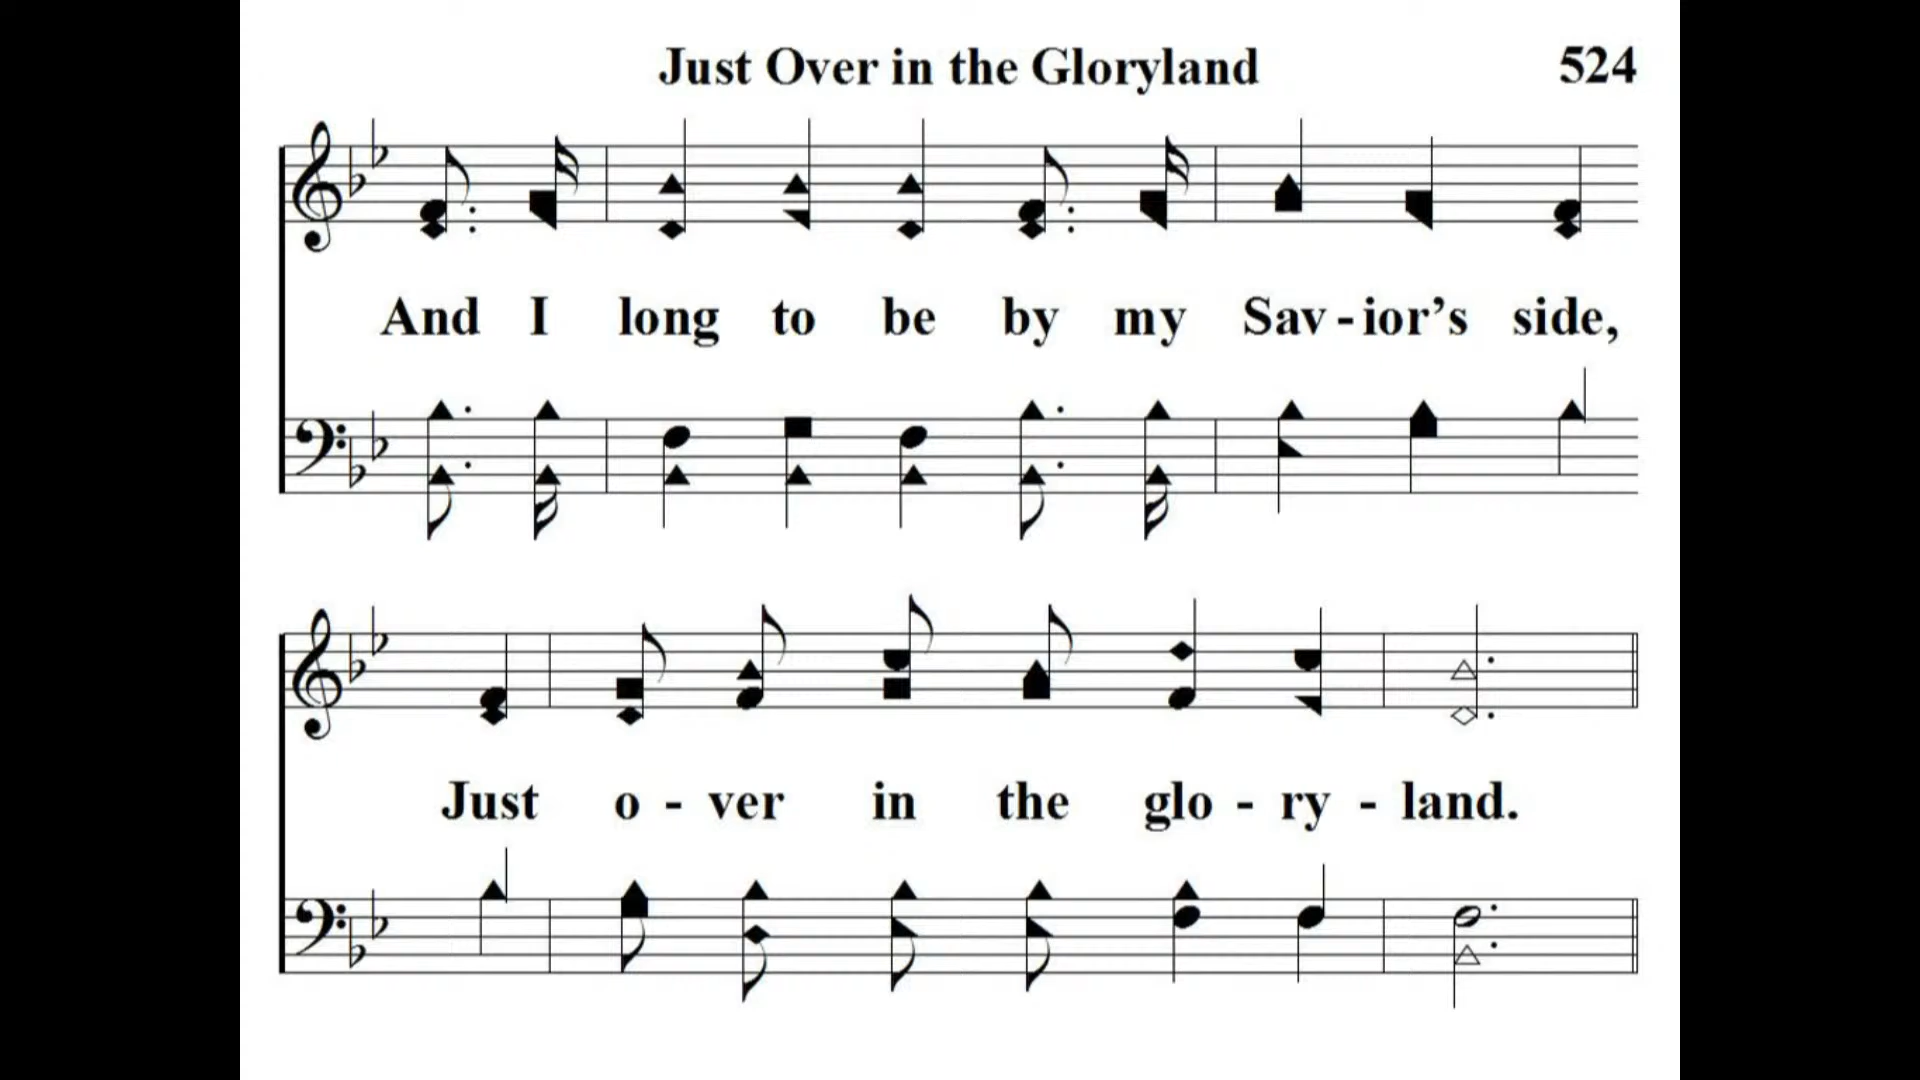 Just Over in the Gloryland 524
And I long to be by my Sav - ior’s side,
Just o - ver in the glo - ry - land.